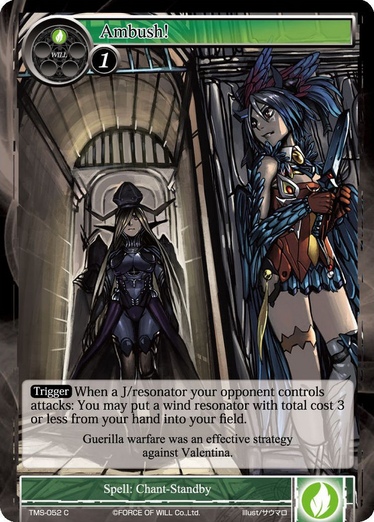 Ambush!
WILL
1
Trigger When a J/resonator your opponent controls
attacks: You may put a wind resonator with total cost 3
or less from your hand into your field.
Guerilla warfare was an effective strategy
against Valentina.
Spell: Chant-Standby
TMS-052 C ©FORCE OF WILL Co.,Ltd. Illust/サウマロ